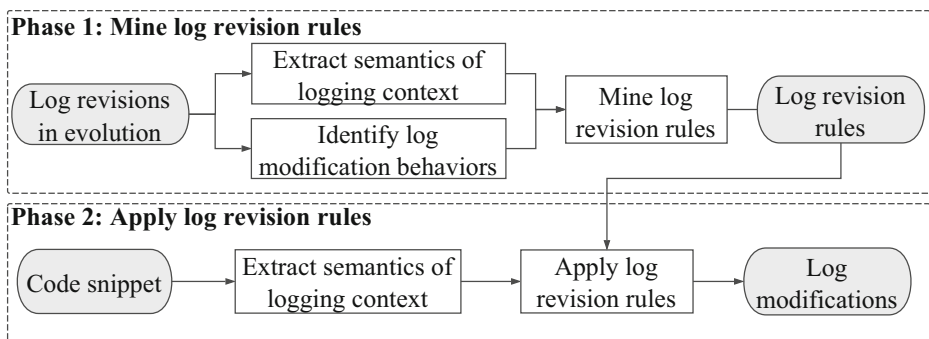 Phase 1: Mine log revision rules
Log revisions
in evolution
Extract semantics of
logging context
Identify log
modification behaviors
Mine log
revision rules
Log revision
rules
Phase 2: Apply log revision rules
Code snippet
Extract semantics of
logging context
Apply log
revision rules
Log
modifications